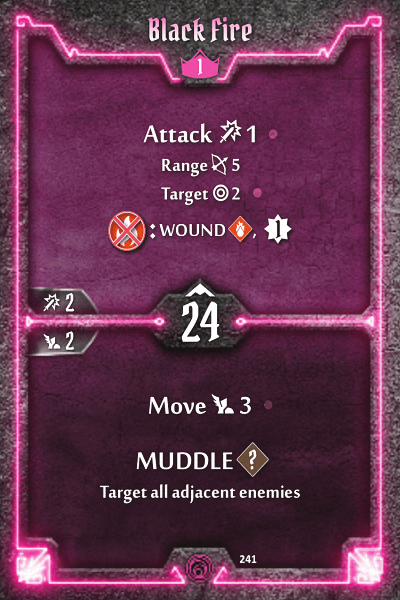 Black Fire
1
Attack 1
Range 5
Target 2
: WOUND , 1
2
24
2
Move 3
MUDDLE ?
Target all adjacent enemies
241